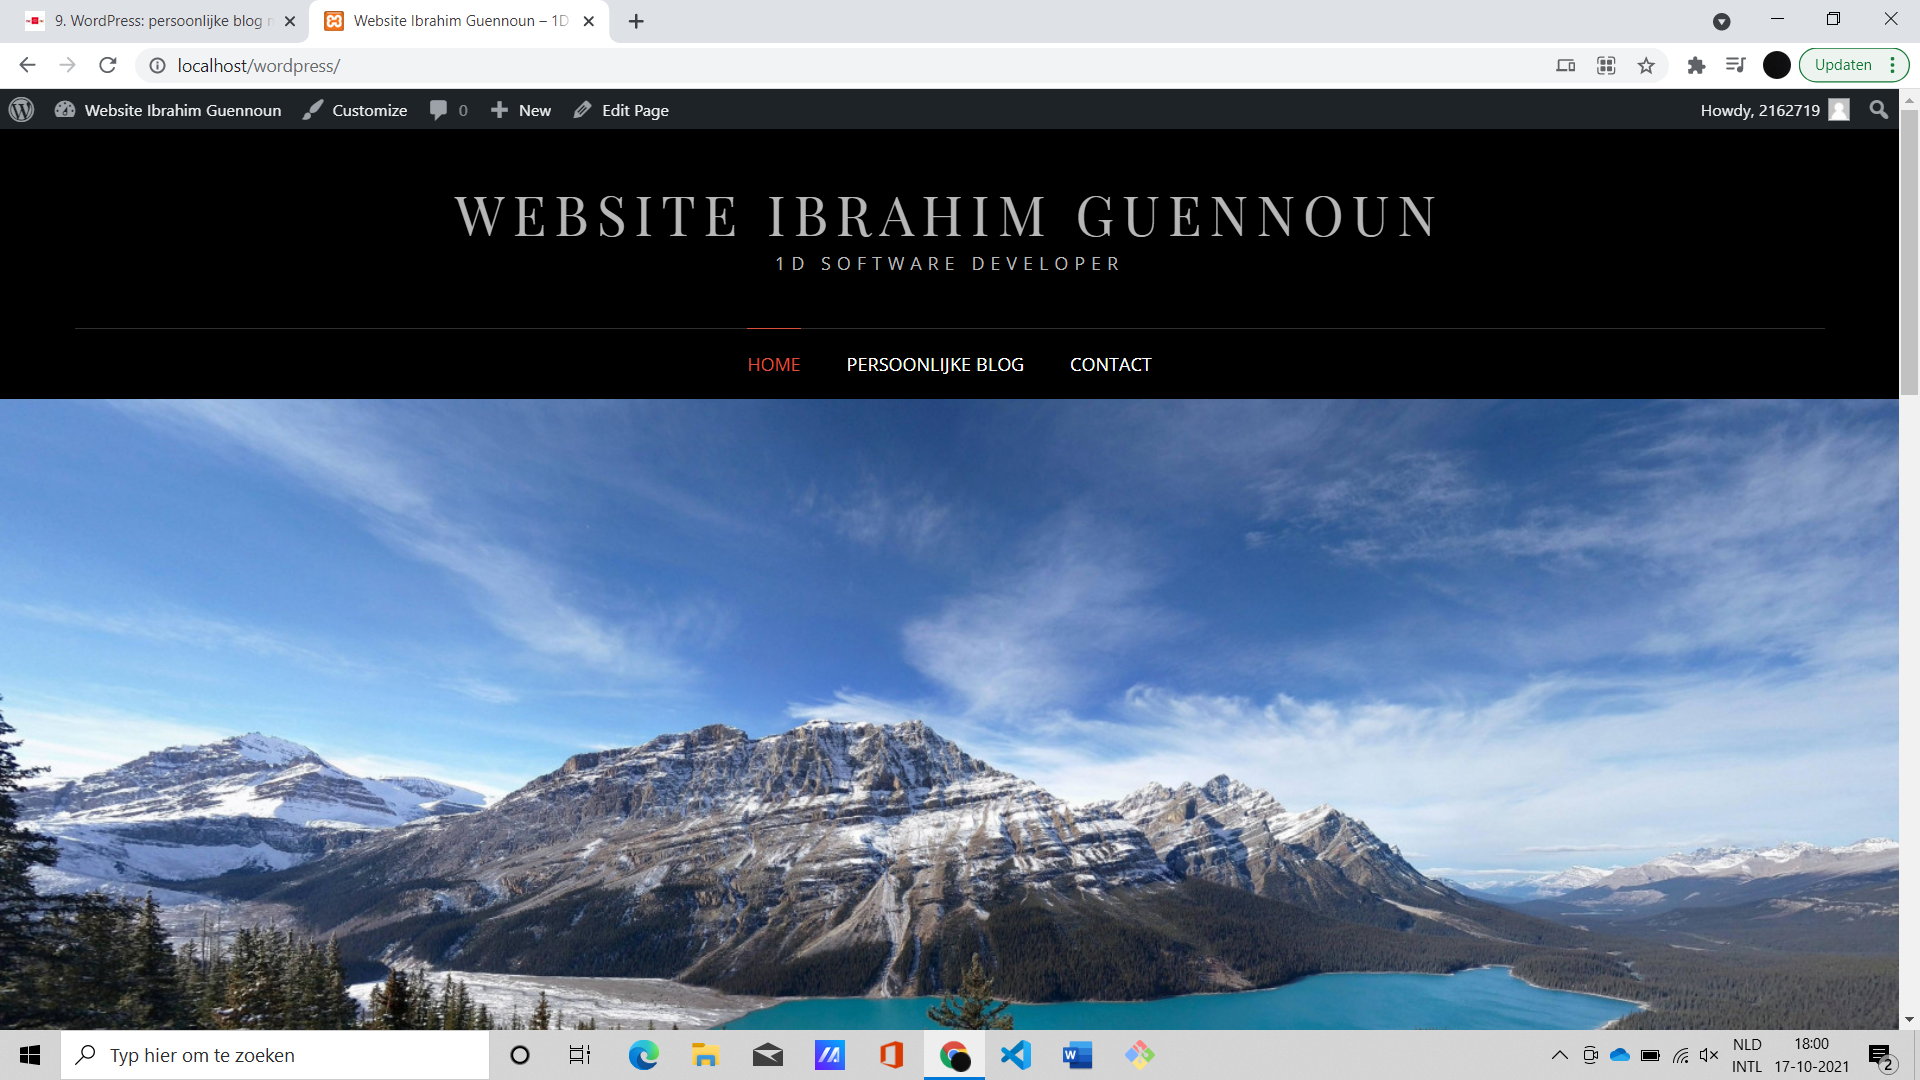 9. WordPress: persoonlijke blog m
Website Ibrahim Guennoun – 1D
localhost/wordpress/
Updaten
Website Ibrahim Guennoun Customize 0 New Edit Page Howdy, 2162719
WEBSITE IBRAHIM GUENNOUN
1D SOFTWARE DEVELOPER
HOME PERSOONLIJKE BLOG CONTACT
Typ hier om te zoeken
NLD
INTL
18:00
17-10-2021
2